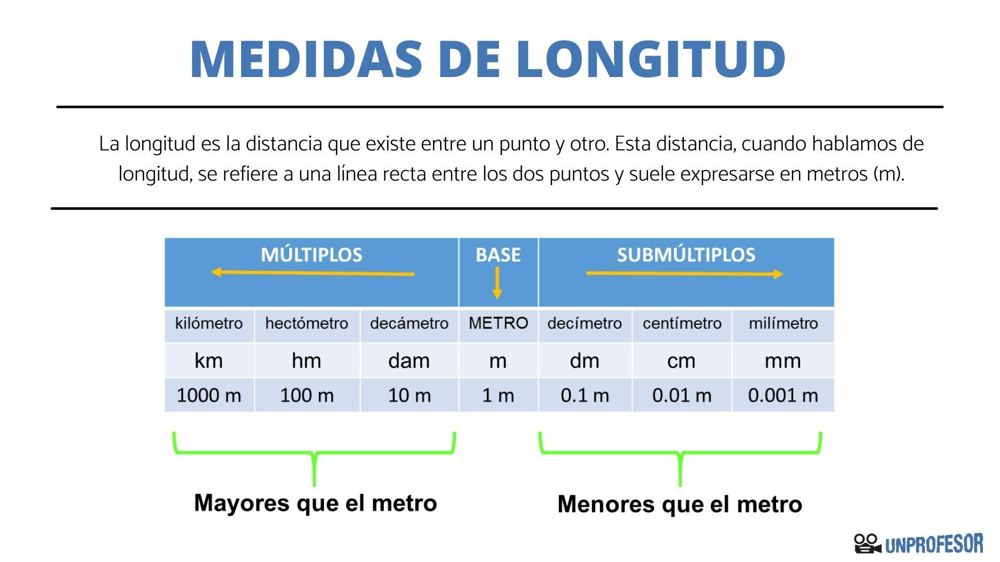 MEDIDAS DE LONGITUD
La longitud es la distancia que existe entre un punto y otro. Esta distancia, cuando hablamos de
longitud, se refiere a una línea recta entre los dos puntos y suele expresarse en metros (m).
MÚLTIPLOS BASE SUBMÚLTIPLOS
kilómetro hectómetro decámetro METRO decímetro centímetro milímetro
km hm dam m dm cm mm
1000 m 100 m 10 m 1 m 0.1 m 0.01 m 0.001 m
Mayores que el metro Menores que el metro
UNPROFESOR